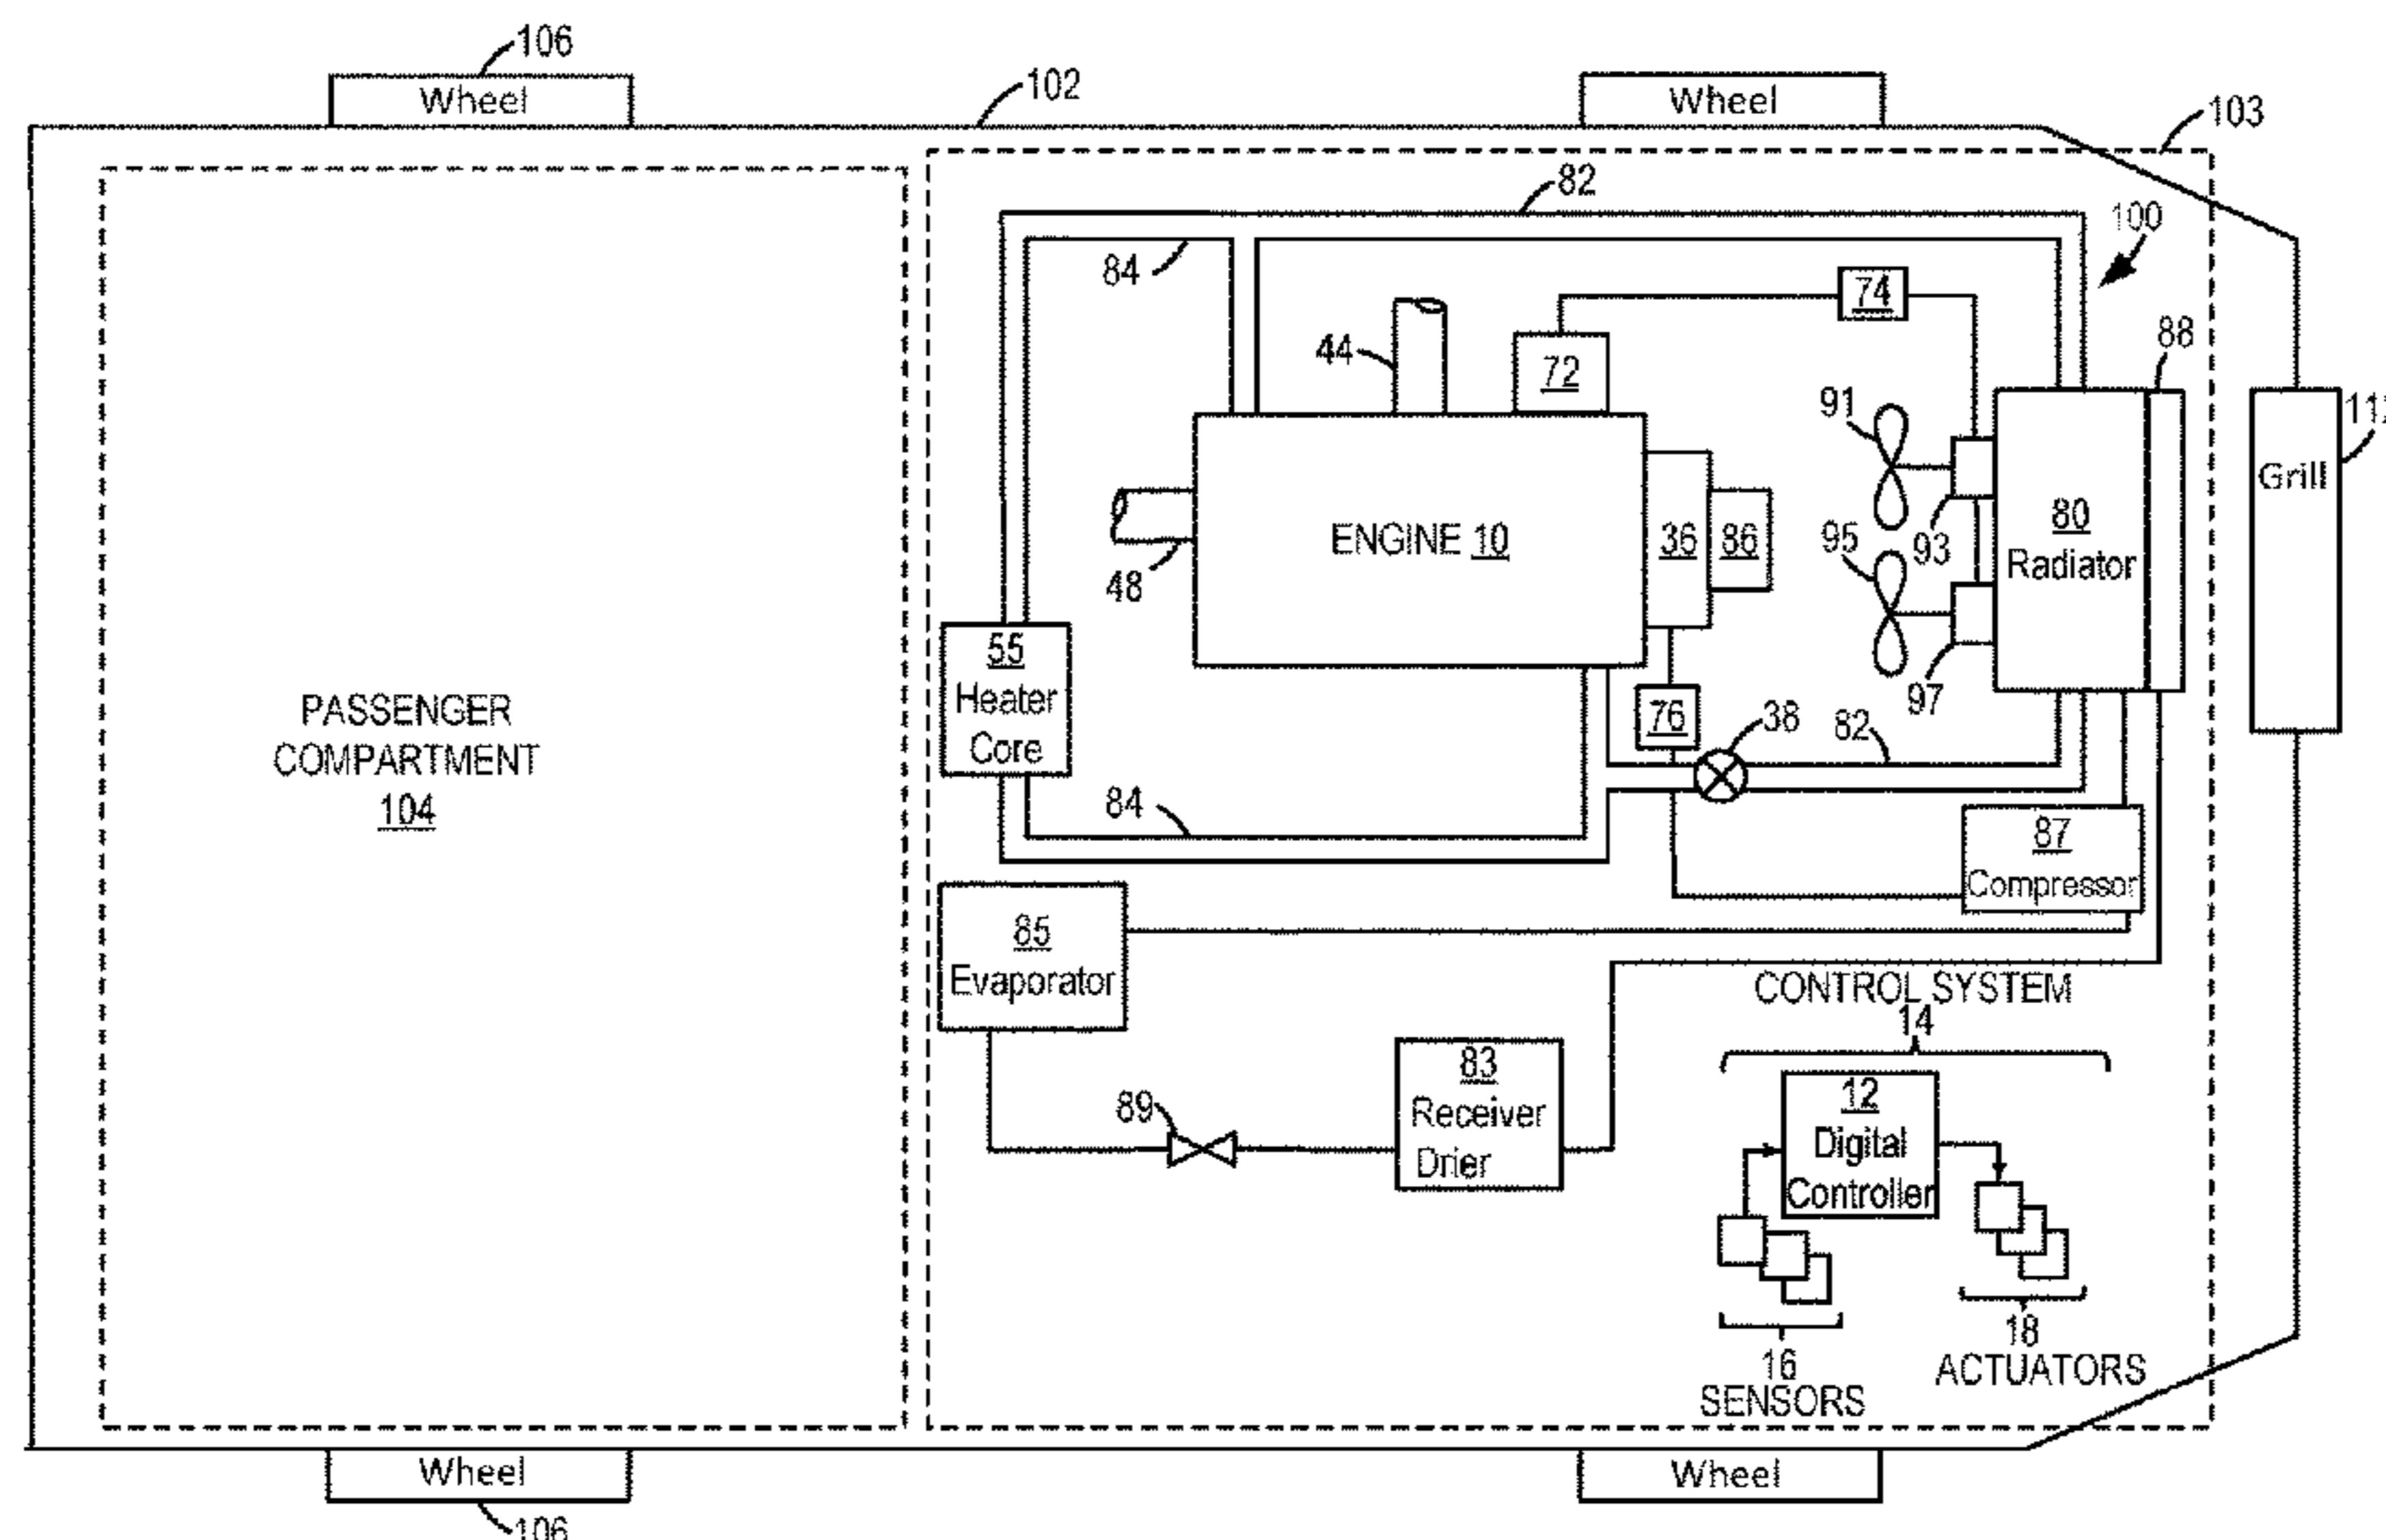 106
Wheel
102
Wheel
103
82
100
84
74
88
44
72
91
Grill
ENGINE 10
36
86
95
93
80
Radiator
48
55
Heater
Core
76
38
97
82
PASSENGER
COMPARTMENT
104
84
87
Compressor
85
Evaporator
CONTROL SYSTEM
14
89
83
Receiver
Drier
12
Digital
Controller
16
SENSORS
18
ACTUATORS
Wheel
106
Wheel